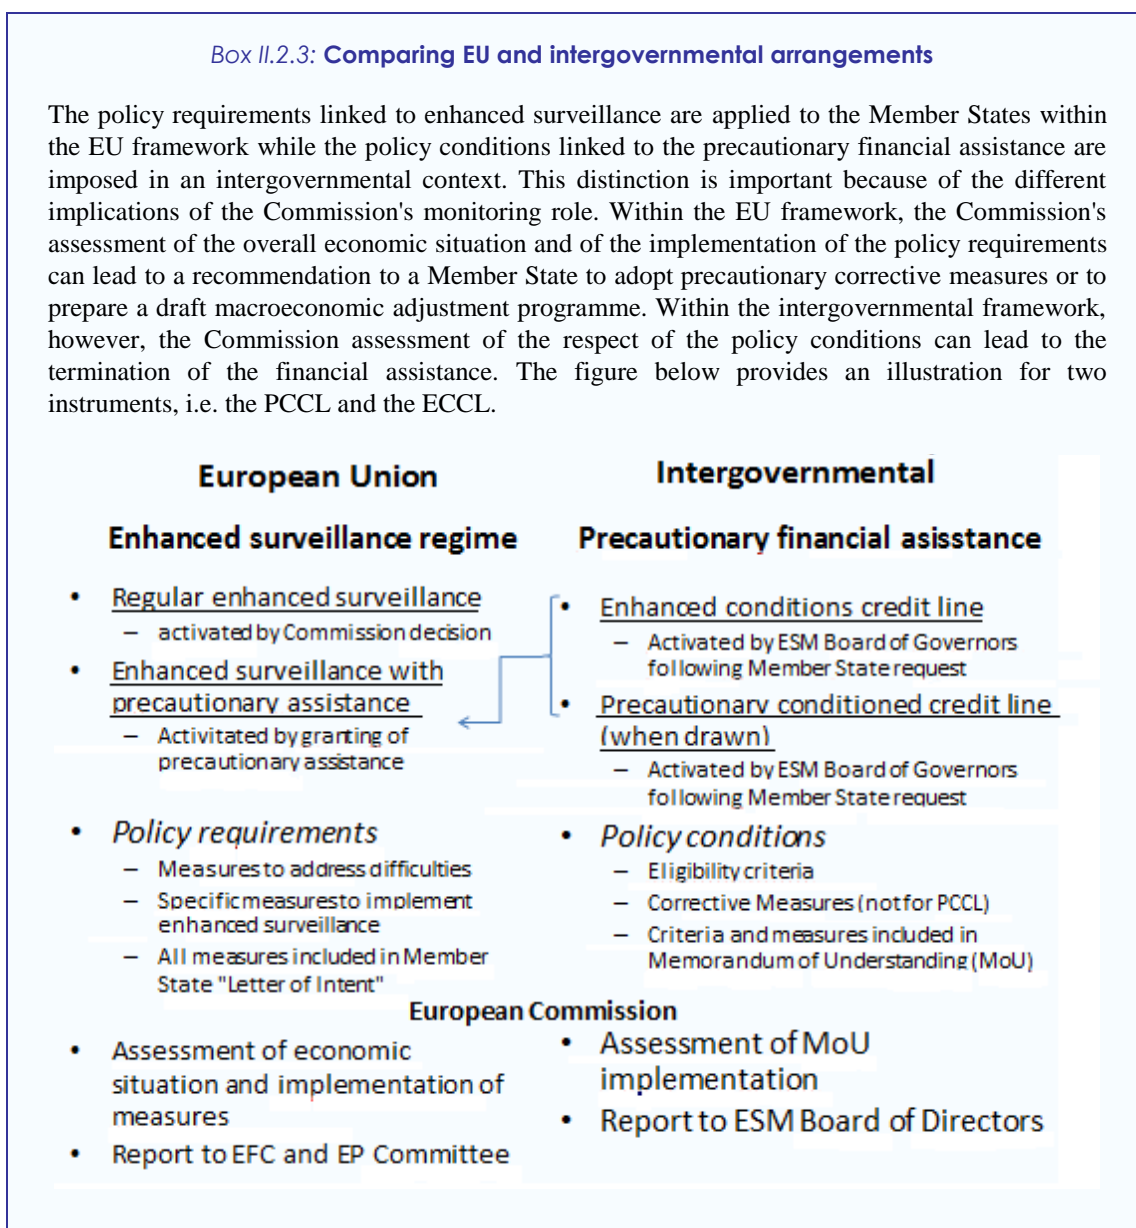 Box II.2.3: Comparing EU and intergovernmental arrangements
The policy requirements linked to enhanced surveillance are applied to the Member States within
the EU framework while the policy conditions linked to the precautionary financial assistance are
imposed in an intergovernmental context. This distinction is important because of the different
implications of the Commission's monitoring role. Within the EU framework, the Commission's
assessment of the overall economic situation and of the implementation of the policy requirements
can lead to a recommendation to a Member State to adopt precautionary corrective measures or to
prepare a draft macroeconomic adjustment programme. Within the intergovernmental framework,
however, the Commission assessment of the respect of the policy conditions can lead to the
termination of the financial assistance. The figure below provides an illustration for two
instruments, i.e. the PCCL and the ECCL.
European Union
Enhanced surveillance regime
• Regular enhanced surveillance
– activated by Commission decision
• Enhanced surveillance with
precautionary assistance
– Activitated by granting of
precautionary assistance
• Policy requirements
– Measures to address difficulties
– Specific measures to implement
enhanced surveillance
– All measures included in Member
State "Letter of Intent"
Intergovernmental
Precautionary financial asisstance
• Enhanced conditions credit line
– Activated by ESM Board of Governors
following Member State request
• Precautionary conditioned credit line
(when drawn)
– Activated by ESM Board of Governors
following Member State request
• Policy conditions
– Eligibility criteria
– Corrective Measures (not for PCCL)
– Criteria and measures included in
Memorandum of Understanding (MoU)
European Commission
• Assessment of economic
situation and implementation of
measures
• Report to EFC and EP Committee
• Assessment of MoU
implementation
• Report to ESM Board of Directors